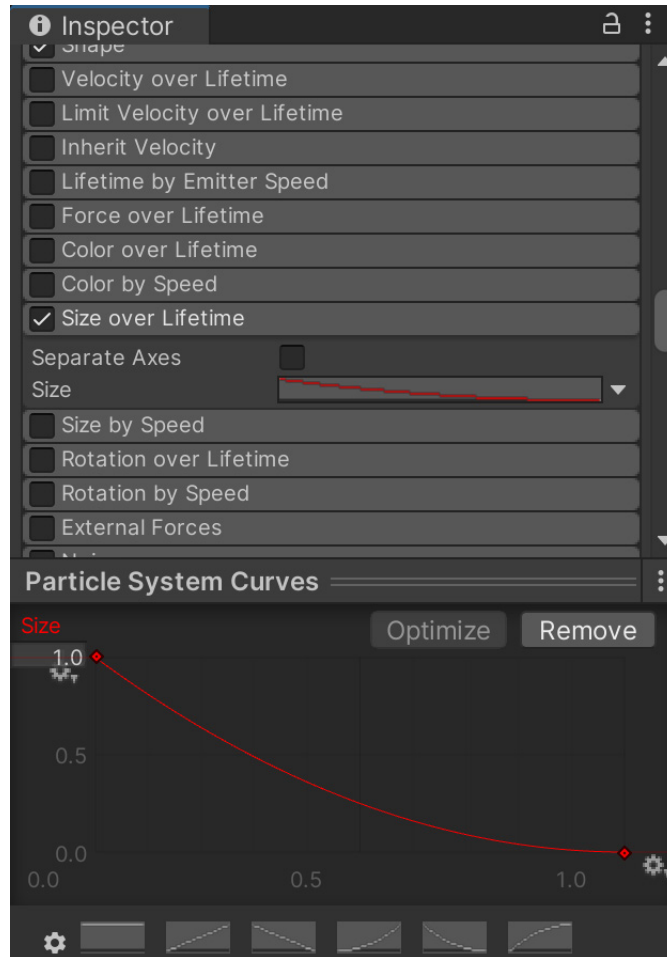 Inspector
Shape
Velocity over Lifetime
Limit Velocity over Lifetime
Inherit Velocity
Lifetime by Emitter Speed
Force over Lifetime
Color over Lifetime
Color by Speed
Size over Lifetime
Separate Axes
Size
Size by Speed
Rotation over Lifetime
Rotation by Speed
External Forces
Particle System Curves
Size Optimize Remove
1.0
0.5
0.0
0.0 0.5 1.0